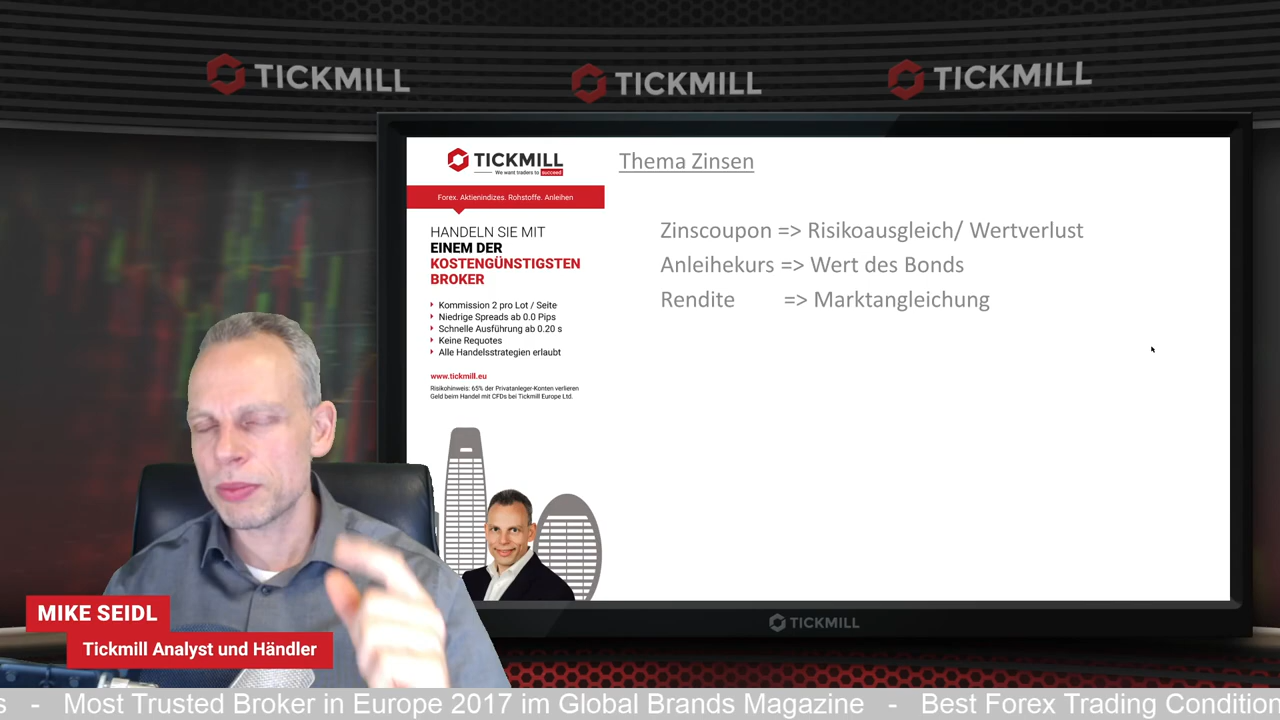 TICKMILL
TICKMILL
TICKMILL
TICKMILL
We want traders to succeed
Forex. Aktienindizes. Rohstoffe. Anleihen
HANDELN SIE MIT
EINEM DER
KOSTENGÜNSTIGSTEN
BROKER
Kommission 2 pro Lot / Seite
Niedrige Spreads ab 0.0 Pips
Schnelle Ausführung ab 0.20 s
Keine Requotes
Alle Handelsstrategien erlaubt
www.tickmill.eu
Risikohinweis: 65% der Privatanleger-Konten verlieren
Geld beim Handel mit CFDs bei Tickmill Europe Ltd.
Thema Zinsen
Zinscoupon => Risikoausgleich/ Wertverlust
Anleihekurs => Wert des Bonds
Rendite => Marktangleichung
TICKMILL
MIKE SEIDL
Tickmill Analyst und Händler
s - Most Trusted Broker in Europe 2017 im Global Brands Magazine - Best Forex Trading Condition